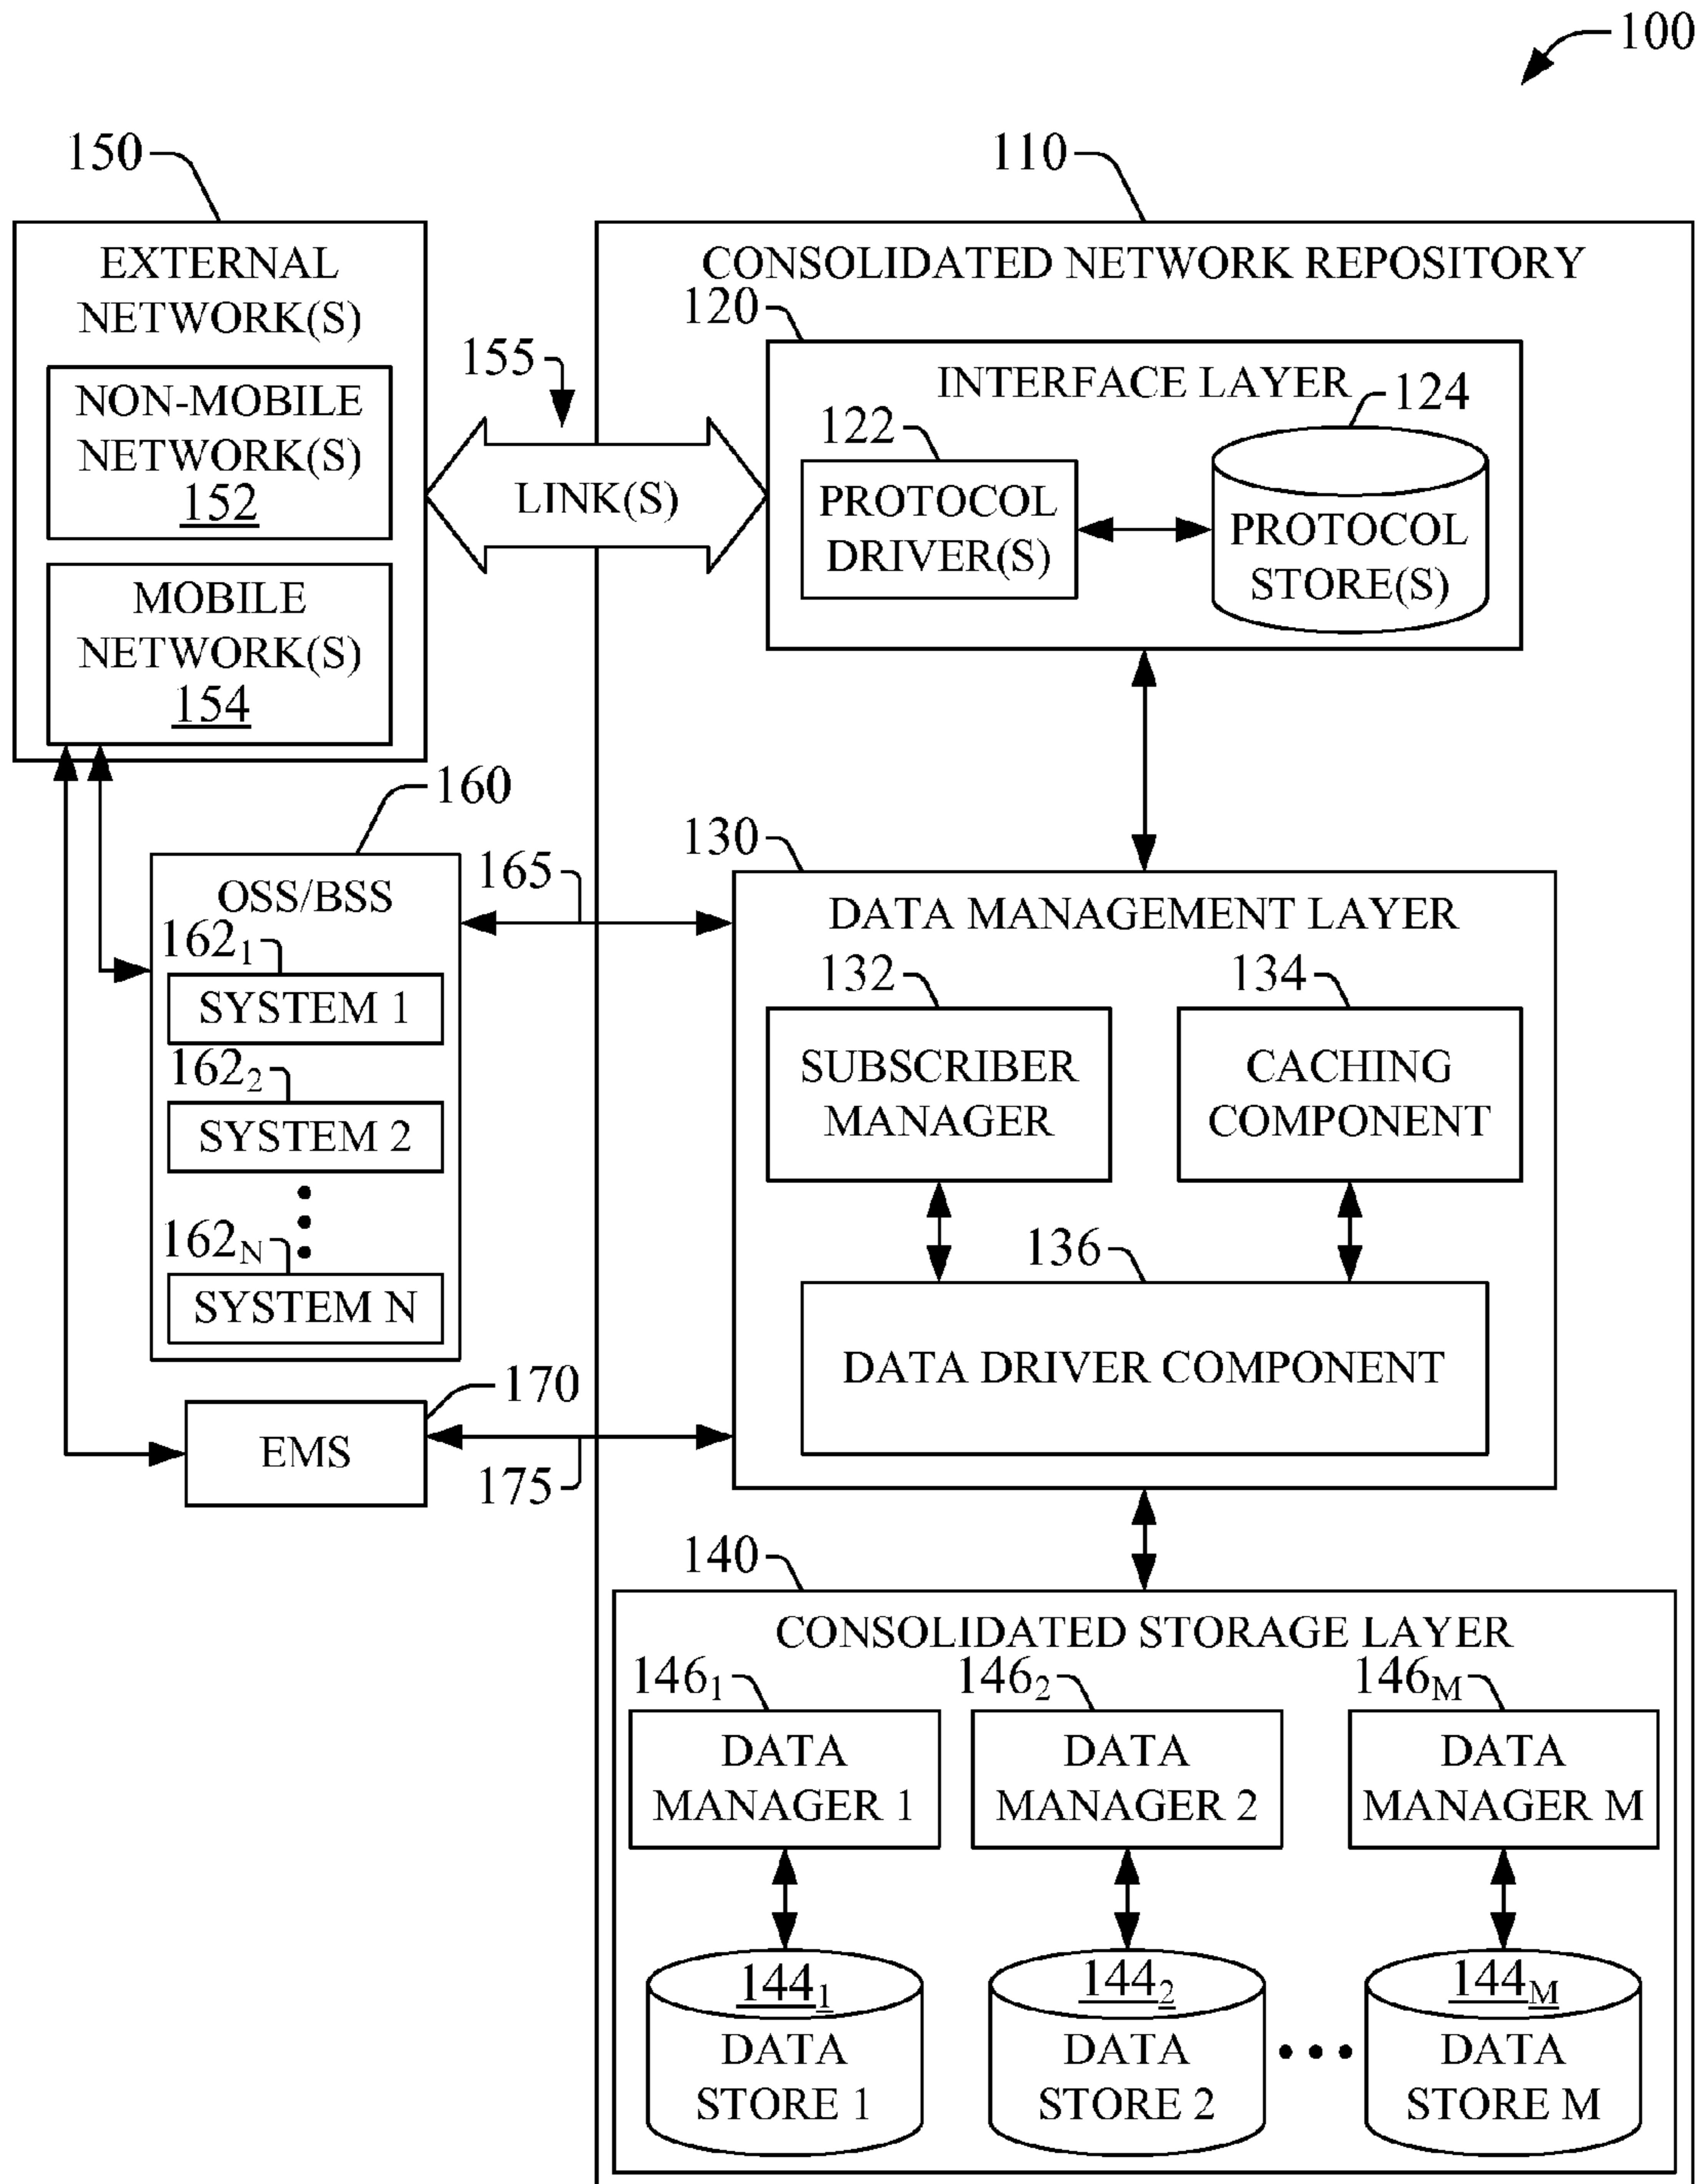 100
150
110
EXTERNAL
NETWORK(S)
NON-MOBILE
NETWORK(S)
152
MOBILE
NETWORK(S)
154
155
LINK(S)
CONSOLIDATED NETWORK REPOSITORY
120
INTERFACE LAYER
122
124
PROTOCOL
DRIVER(S)
PROTOCOL
STORE(S)
160
OSS/BSS
162₁
SYSTEM 1
162₂
SYSTEM 2
162_N
SYSTEM N
165
170
EMS
175
130
DATA MANAGEMENT LAYER
132
134
SUBSCRIBER
MANAGER
CACHING
COMPONENT
136
DATA DRIVER COMPONENT
140
CONSOLIDATED STORAGE LAYER
146₁
146₂
146_M
DATA
MANAGER 1
DATA
MANAGER 2
DATA
MANAGER M
144₁
DATA
STORE 1
144₂
DATA
STORE 2
144_M
DATA
STORE M